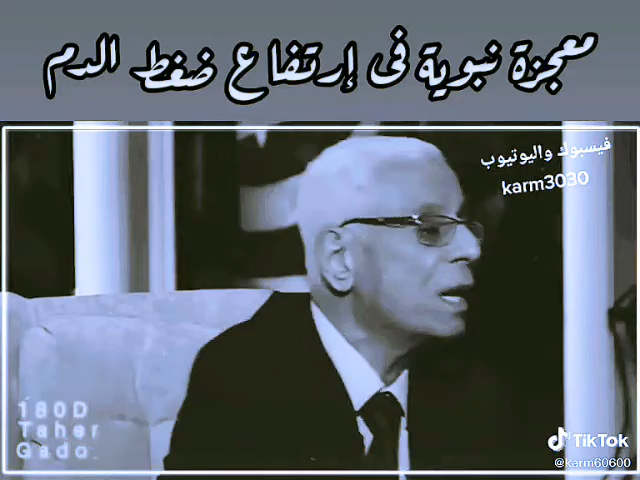 معجزة نبوية فى إرتفاع ضغط الدم
فيسبوك واليوتيوب
karm3030
180D
Taher
Gado.
TikTok
@karm60600